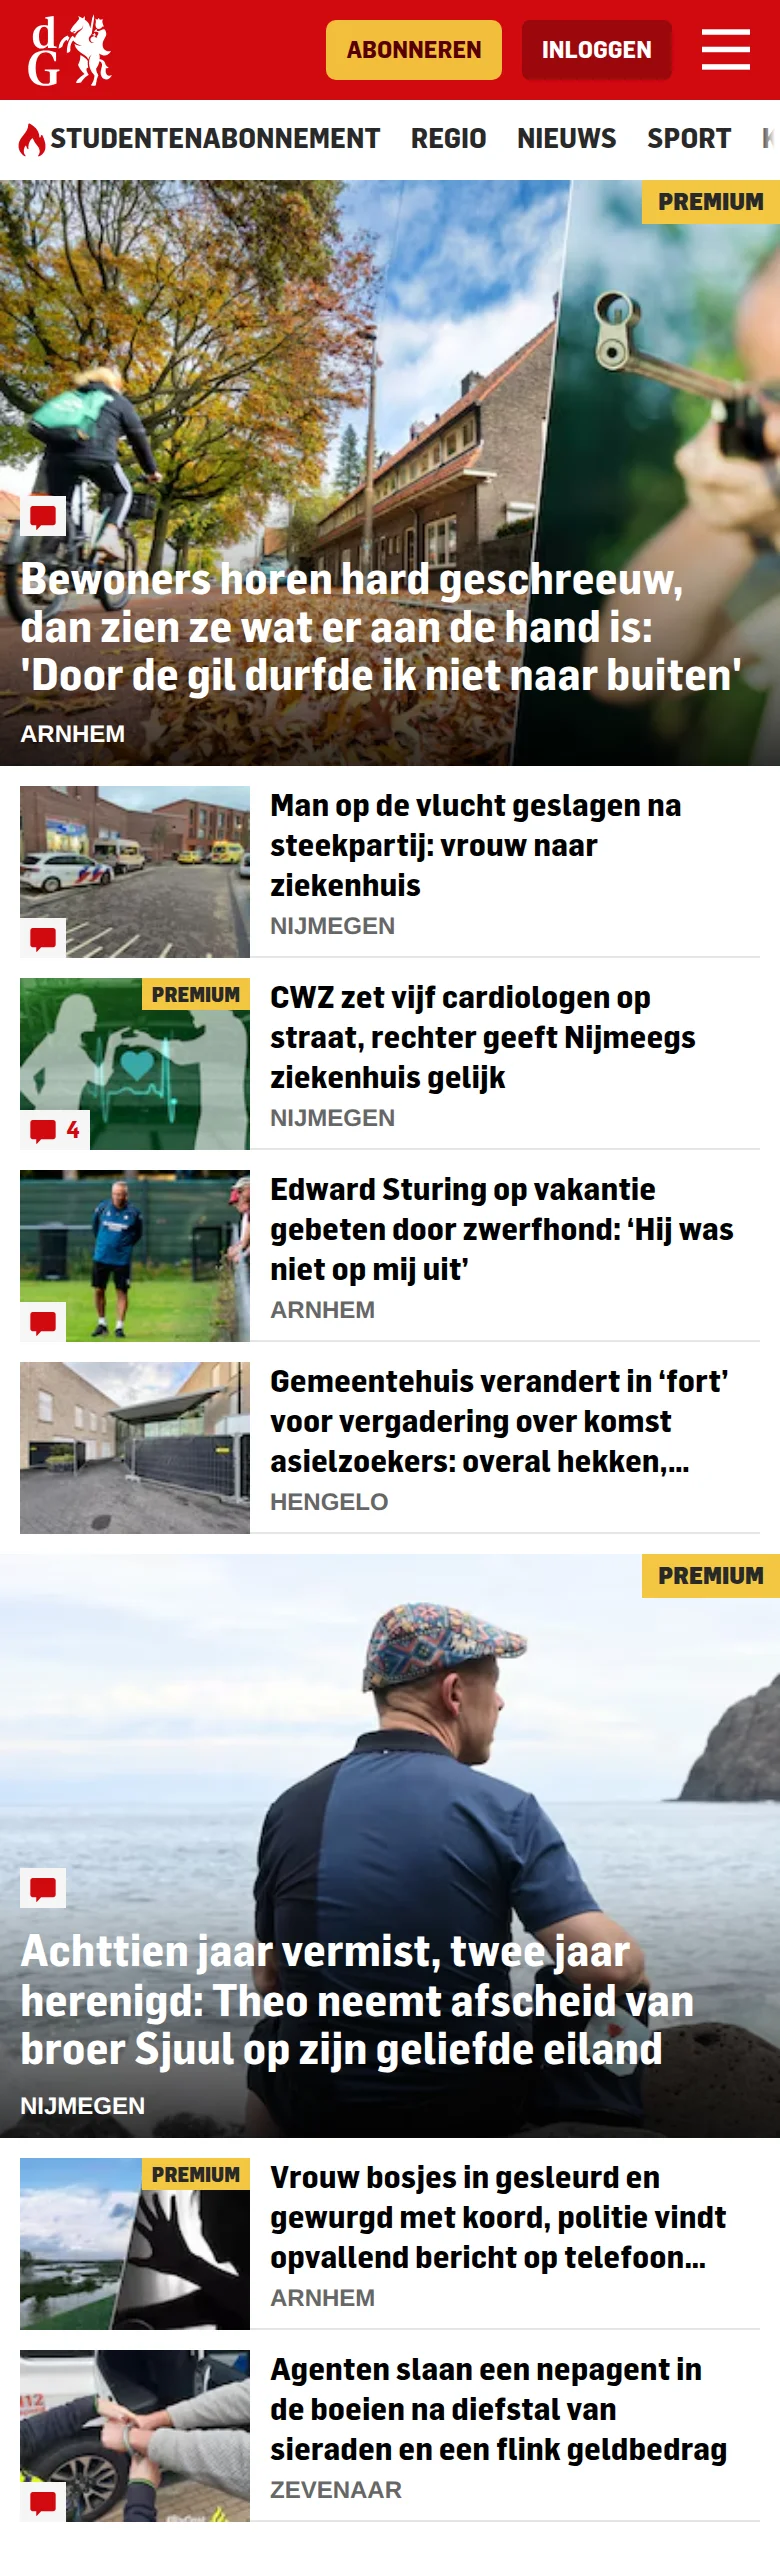 dG
ABONNEREN
INLOGGEN
STUDENTENABONNEMENT REGIO NIEUWS SPORT
PREMIUM
Bewoners horen hard geschreeuw,
dan zien ze wat er aan de hand is:
'Door de gil durfde ik niet naar buiten'
ARNHEM
Man op de vlucht geslagen na
steekpartij: vrouw naar
ziekenhuis
NIJMEGEN
PREMIUM
4
CWZ zet vijf cardiologen op
straat, rechter geeft Nijmeegs
ziekenhuis gelijk
NIJMEGEN
Edward Sturing op vakantie
gebeten door zwerfhond: ‘Hij was
niet op mij uit’
ARNHEM
Gemeentehuis verandert in ‘fort’
voor vergadering over komst
asielzoekers: overal hekken,...
HENGELO
PREMIUM
Achttien jaar vermist, twee jaar
herenigd: Theo neemt afscheid van
broer Sjuul op zijn geliefde eiland
NIJMEGEN
PREMIUM
Vrouw bosjes in gesleurd en
gewurgd met koord, politie vindt
opvallend bericht op telefoon...
ARNHEM
112
Agenten slaan een nepagent in
de boeien na diefstal van
sieraden en een flink geldbedrag
ZEVENAAR